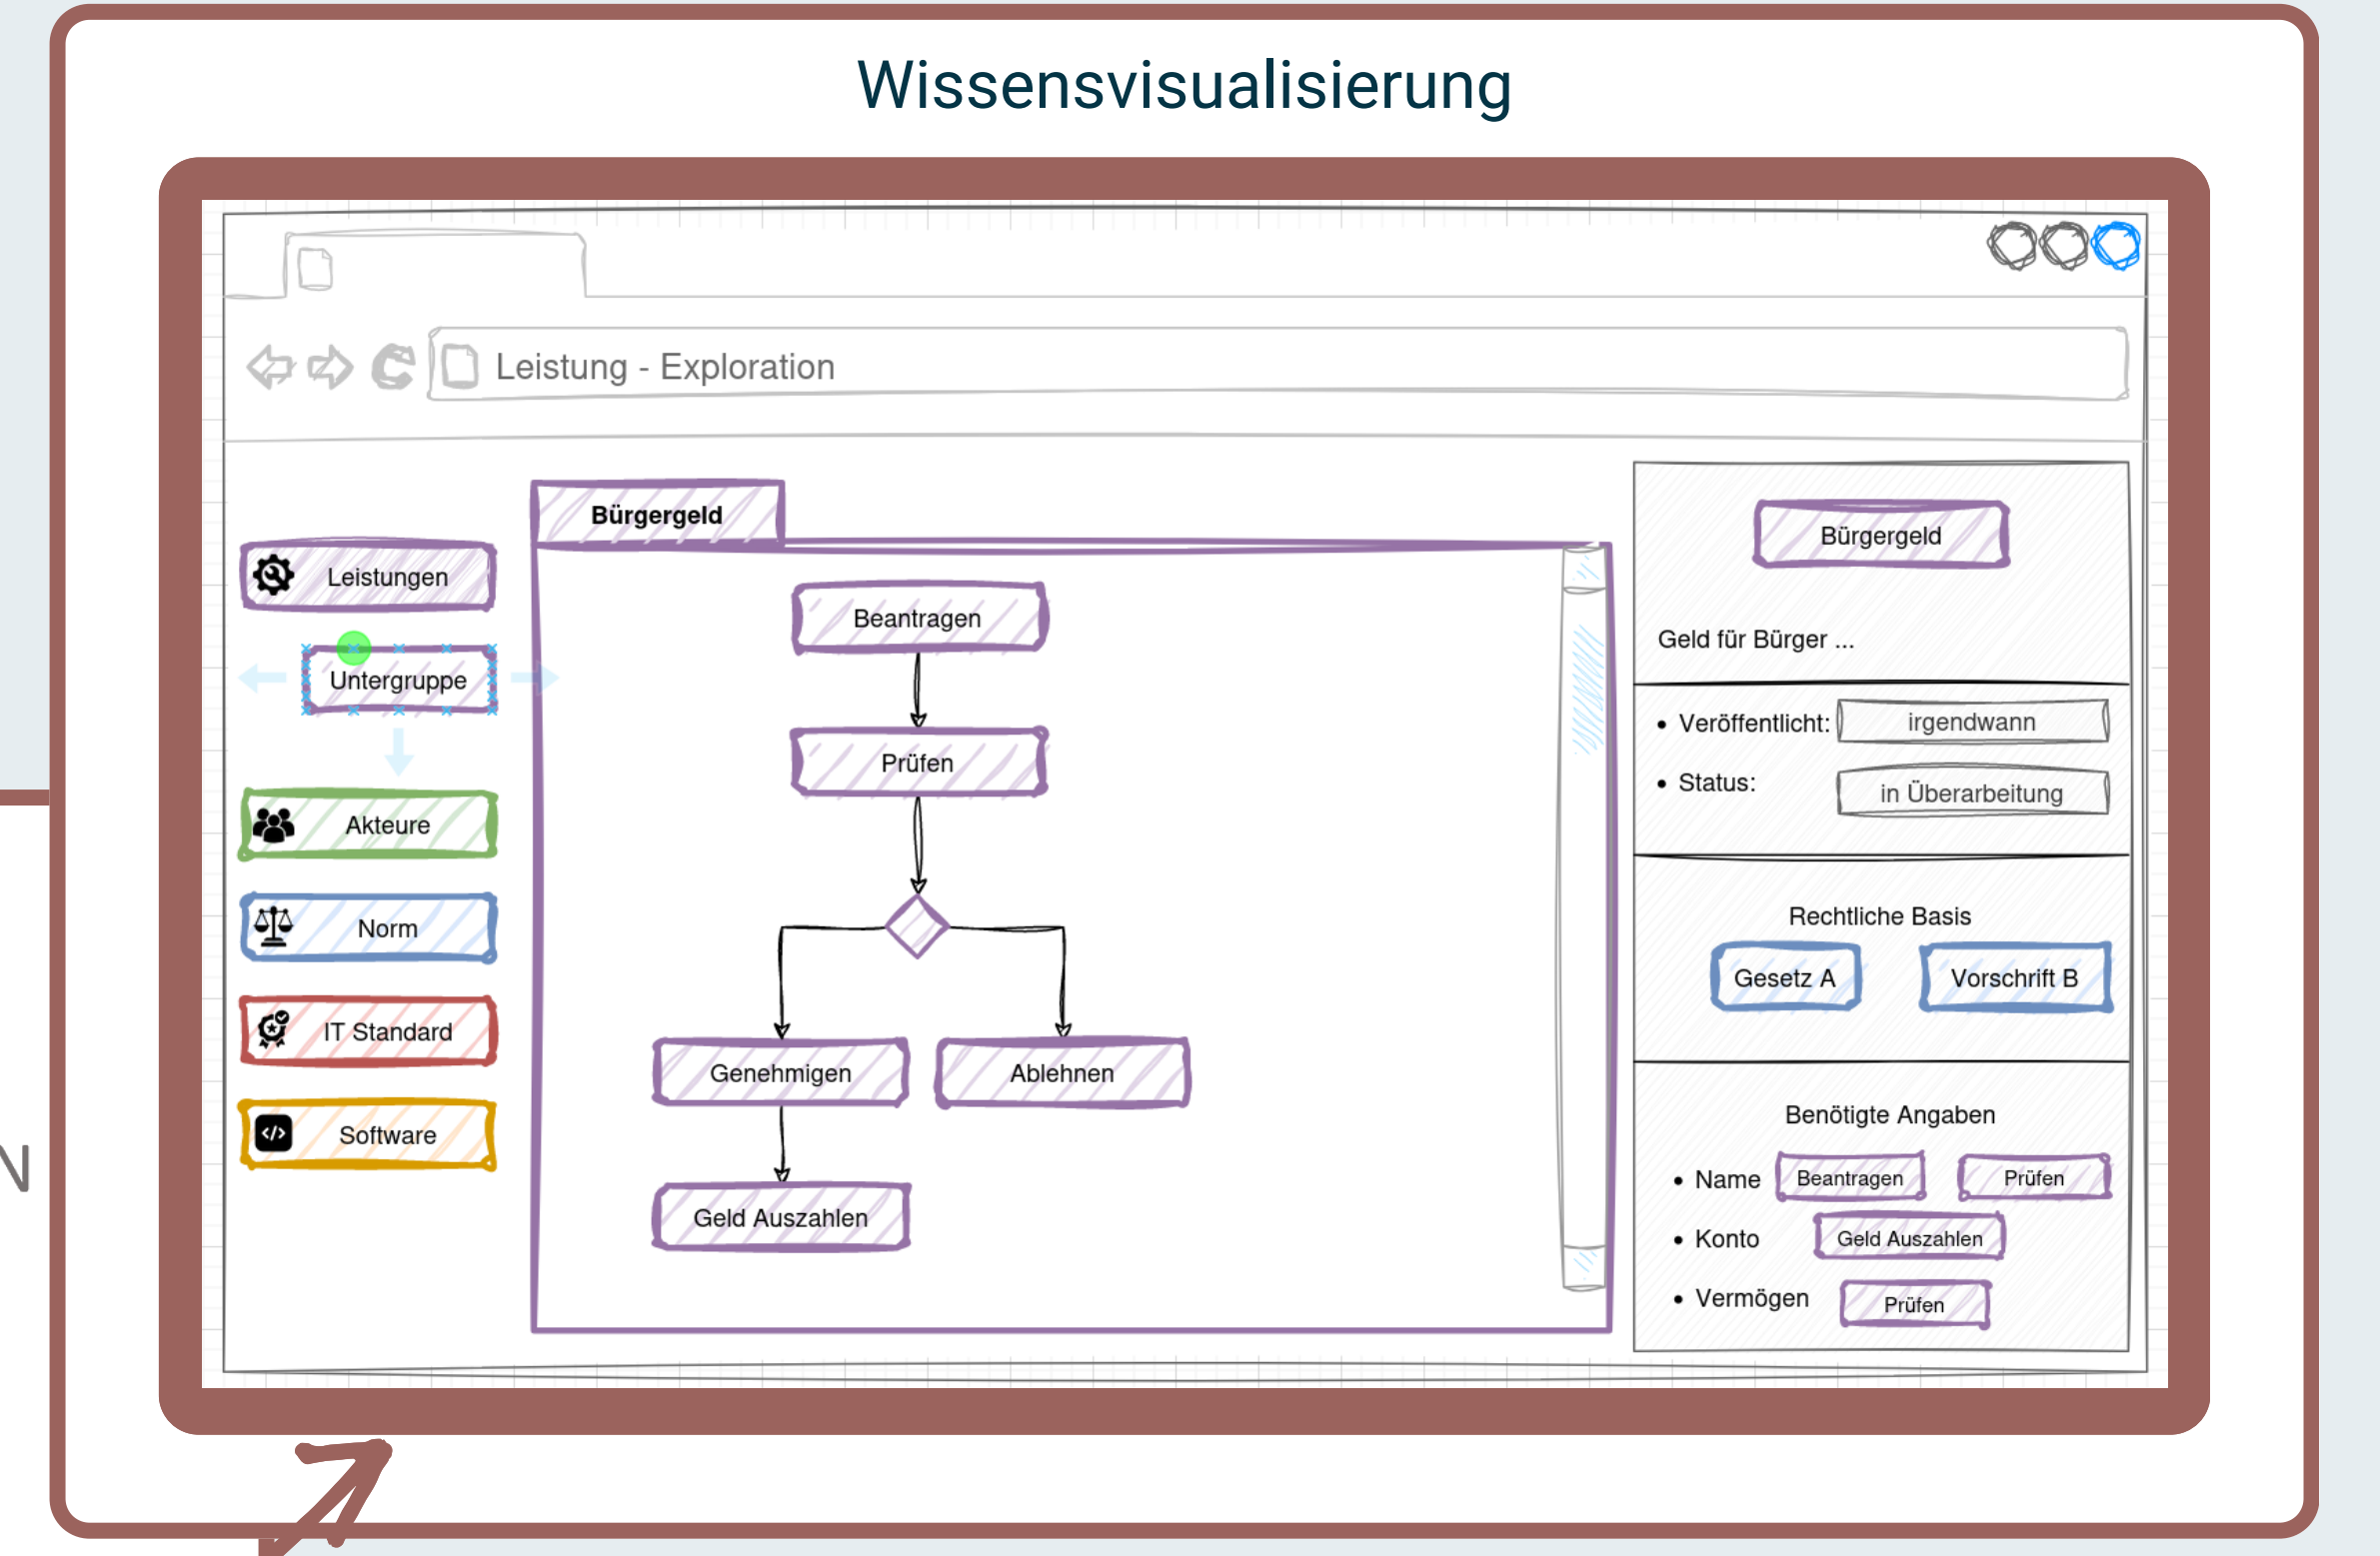 Wissensvisualisierung
Leistung - Exploration
Leistungen
Untergruppe
Akteure
Norm
IT Standard
Software
Bürgergeld
Beantragen
Prüfen
Genehmigen
Ablehnen
Geld Auszahlen
Bürgergeld
Geld für Bürger ...
• Veröffentlicht: irgendwann
• Status: in Überarbeitung
Rechtliche Basis
Gesetz A Vorschrift B
Benötigte Angaben
• Name Beantragen Prüfen
• Konto Geld Auszahlen
• Vermögen Prüfen
N